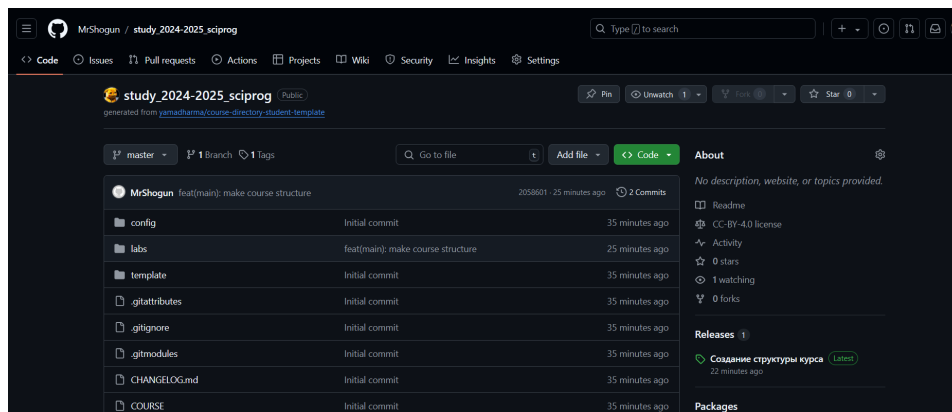 MrShogun / study_2024-2025_sciprog
Type / to search
Code Issues Pull requests Actions Projects Wiki Security Insights Settings
study_2024-2025_sciprog Public
Pin Unwatch 1 Fork 0 Star 0
generated from yamadharma/course-directory-student-template
master 1 Branch 1 Tags Go to file t Add file Code
About
MrShogun feat(main): make course structure 2058601 · 25 minutes ago 2 Commits
No description, website, or topics provided.
config Initial commit 35 minutes ago
labs feat(main): make course structure 25 minutes ago
template Initial commit 35 minutes ago
.gitattributes Initial commit 35 minutes ago
.gitignore Initial commit 35 minutes ago
.gitmodules Initial commit 35 minutes ago
CHANGELOG.md Initial commit 35 minutes ago
COURSE Initial commit 35 minutes ago
Readme
CC-BY-4.0 license
Activity
0 stars
1 watching
0 forks
Releases 1
Создание структуры курса Latest
22 minutes ago
Packages